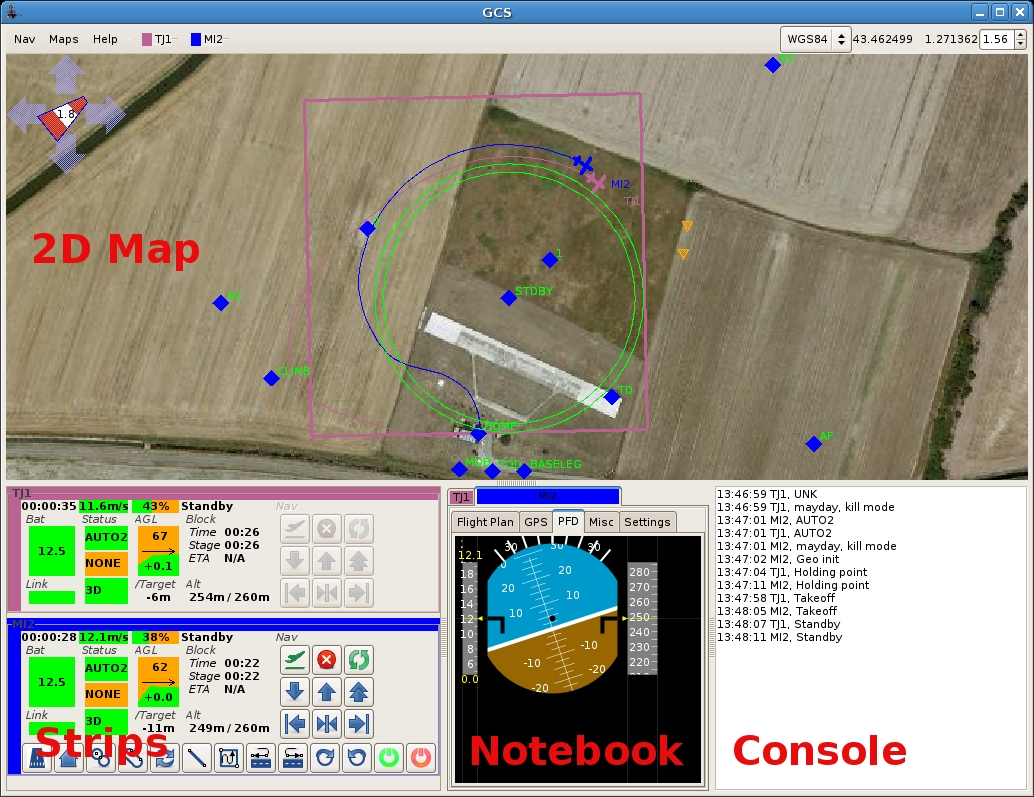 GCS
Nav Maps Help TJ1 MI2 WGS84 43.462499 1.271362 1.56
1.8
MI2
TJ1
2D Map
1
STDBY
CLIMB
TD
HOME
AF
BASELEG
TJ1
00:00:35 11.6m/s 43% Standby Nav
Bat Status AGL Block
12.5 AUTO2 67 Time 00:26
Stage 00:26
NONE +0.1 ETA N/A
Link 3D /Target Alt
-6m 254m/260m
MI2
00:00:28 12.1m/s 38% Standby Nav
Bat Status AGL Block
12.5 AUTO2 62 Time 00:22
Stage 00:22
NONE +0.0 ETA N/A
Link 3D /Target Alt
-11m 249m/260m
Strips
TJ1 MI2
Flight Plan GPS PFD Misc Settings
12.1
30 30
18 20 20 280
16 270
14 10 10 260
12 250
10 240
8 -10 -10 230
6 -20 220
0.0 -20
Notebook
13:46:59 TJ1, UNK
13:46:59 TJ1, mayday, kill mode
13:47:01 MI2, AUTO2
13:47:01 TJ1, AUTO2
13:47:01 MI2, mayday, kill mode
13:47:02 MI2, Geo init
13:47:04 TJ1, Holding point
13:47:11 MI2, Holding point
13:47:58 TJ1, Takeoff
13:48:05 MI2, Takeoff
13:48:07 TJ1, Standby
13:48:11 MI2, Standby
Console